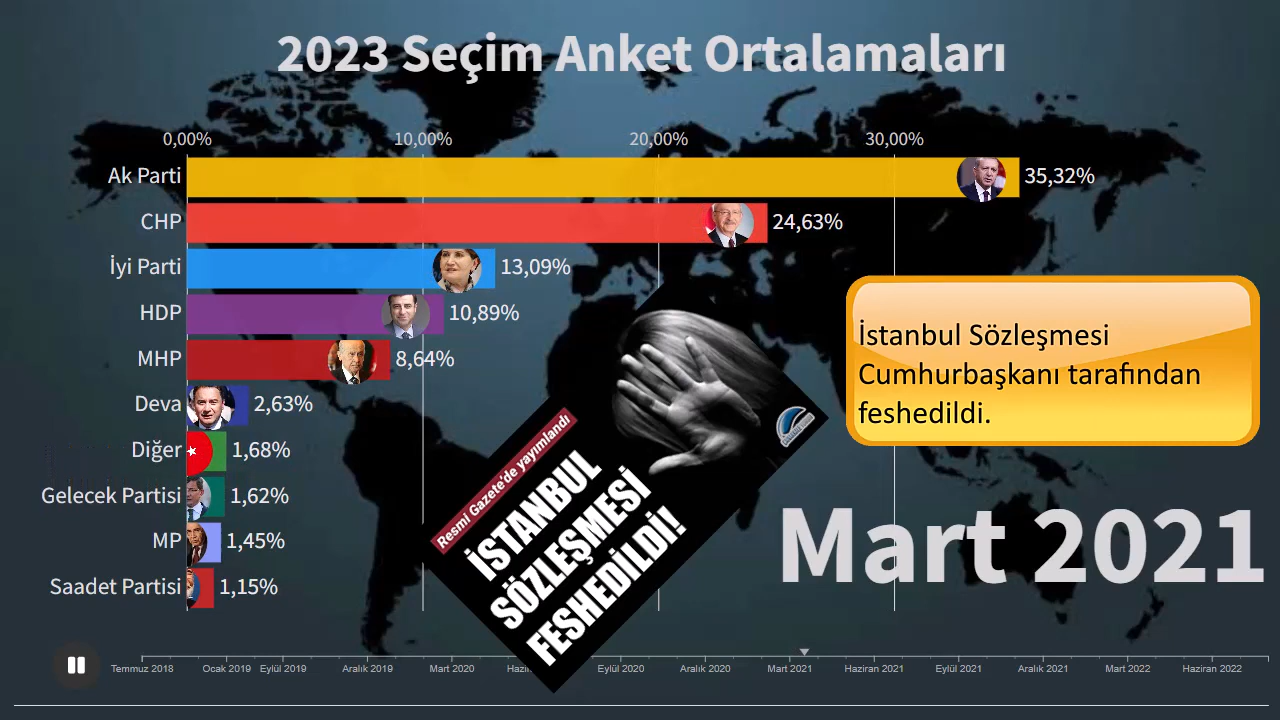 2023 Seçim Anket Ortalamaları
0,00%
10,00%
20,00%
30,00%
Ak Parti
35,32%
CHP
24,63%
İyi Parti
13,09%
HDP
10,89%
MHP
8,64%
Deva
2,63%
Diğer
1,68%
Gelecek Partisi
1,62%
MP
1,45%
Saadet Partisi
1,15%
Resmi Gazete'de yayımlandı
İSTANBUL
SÖZLEŞMESİ
FESHEDİLDİ!
İstanbul Sözleşmesi
Cumhurbaşkanı tarafından
feshedildi.
Mart 2021
Temmuz 2018
Ocak 2019
Eylül 2019
Aralık 2019
Mart 2020
Eylül 2020
Aralık 2020
Mart 2021
Haziran 2021
Eylül 2021
Aralık 2021
Mart 2022
Haziran 2022